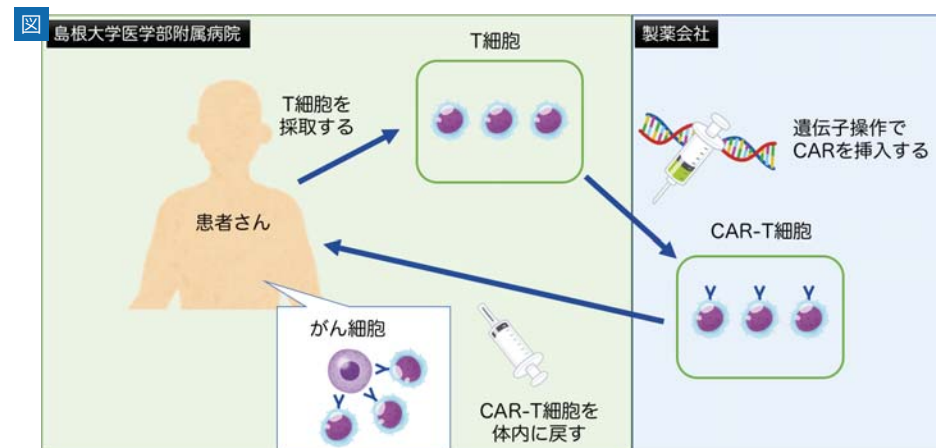 図
島根大学医学部附属病院
製薬会社
T細胞
T細胞を
採取する
遺伝子操作で
CARを挿入する
患者さん
CAR-T細胞
がん細胞
CAR-T細胞を
体内に戻す